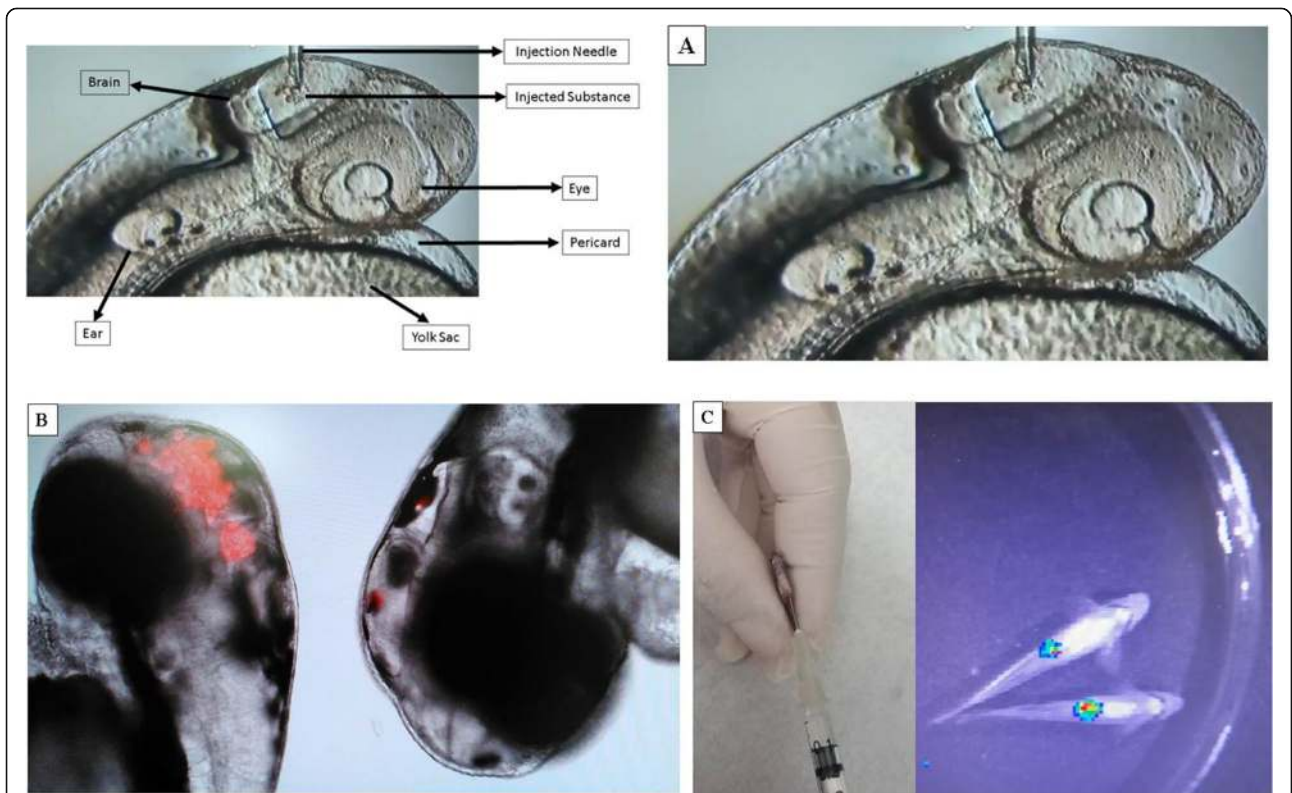 Injection Needle
Brain
Injected Substance
Eye
Pericard
Ear
Yolk Sac
A
B
C